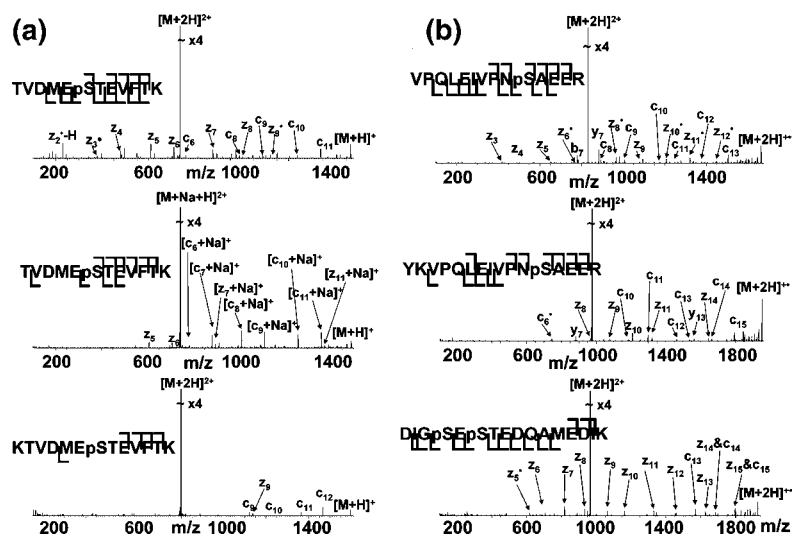 (a)
[M+2H]²⁺
~ x4
TVDMEpSTEVFTK
z₂•-H z₃• z₄ z₅ z₆ c₆ z₇ c₈ z₈ c₉ z₉• c₁₀ c₁₁ [M+H]⁺
200 600 m/z 1000 1400
[M+Na+H]²⁺
~ x4
TVDMEpSTEVFTK
z₅ z₆ [c₆+Na]⁺ [c₇+Na]⁺ [z₇+Na]⁺ [c₈+Na]⁺ [c₉+Na]⁺ [c₁₀+Na]⁺ [c₁₁+Na]⁺ [z₁₁+Na]⁺ [M+H]⁺
200 600 m/z 1000 1400
[M+2H]²⁺
~ x4
KTVDMEpSTEVFTK
c₉ z₉ c₁₀ c₁₁ c₁₂ [M+H]⁺
200 600 m/z 1000 1400
(b)
[M+2H]²⁺
~ x4
VPQLEIVPNpSAEER
z₃ z₄ z₅ z₆• b₇ y₇ c₈ z₈• c₉ z₉ c₁₀ z₁₀• c₁₁ z₁₁• c₁₂ z₁₂• c₁₃ [M+2H]⁺•
200 600 m/z 1000 1400
[M+2H]²⁺
~ x4
YKVPQLEIVPNpSAEER
c₆• y₇ z₈ z₉ c₁₀ z₁₀ c₁₁ z₁₁ c₁₂ c₁₃ y₁₃ z₁₄ c₁₄ c₁₅ [M+2H]⁺•
200 600 m/z 1000 1400 1800
[M+2H]²⁺
~ x4
DIGpSEpSTEDQAMEDIK
z₅• z₆ z₇ z₈ z₉ z₁₀ z₁₁ z₁₂ c₁₃ z₁₃ z₁₄&c₁₄ z₁₅&c₁₅ [M+2H]⁺•
200 600 1000 1400 1800 m/z